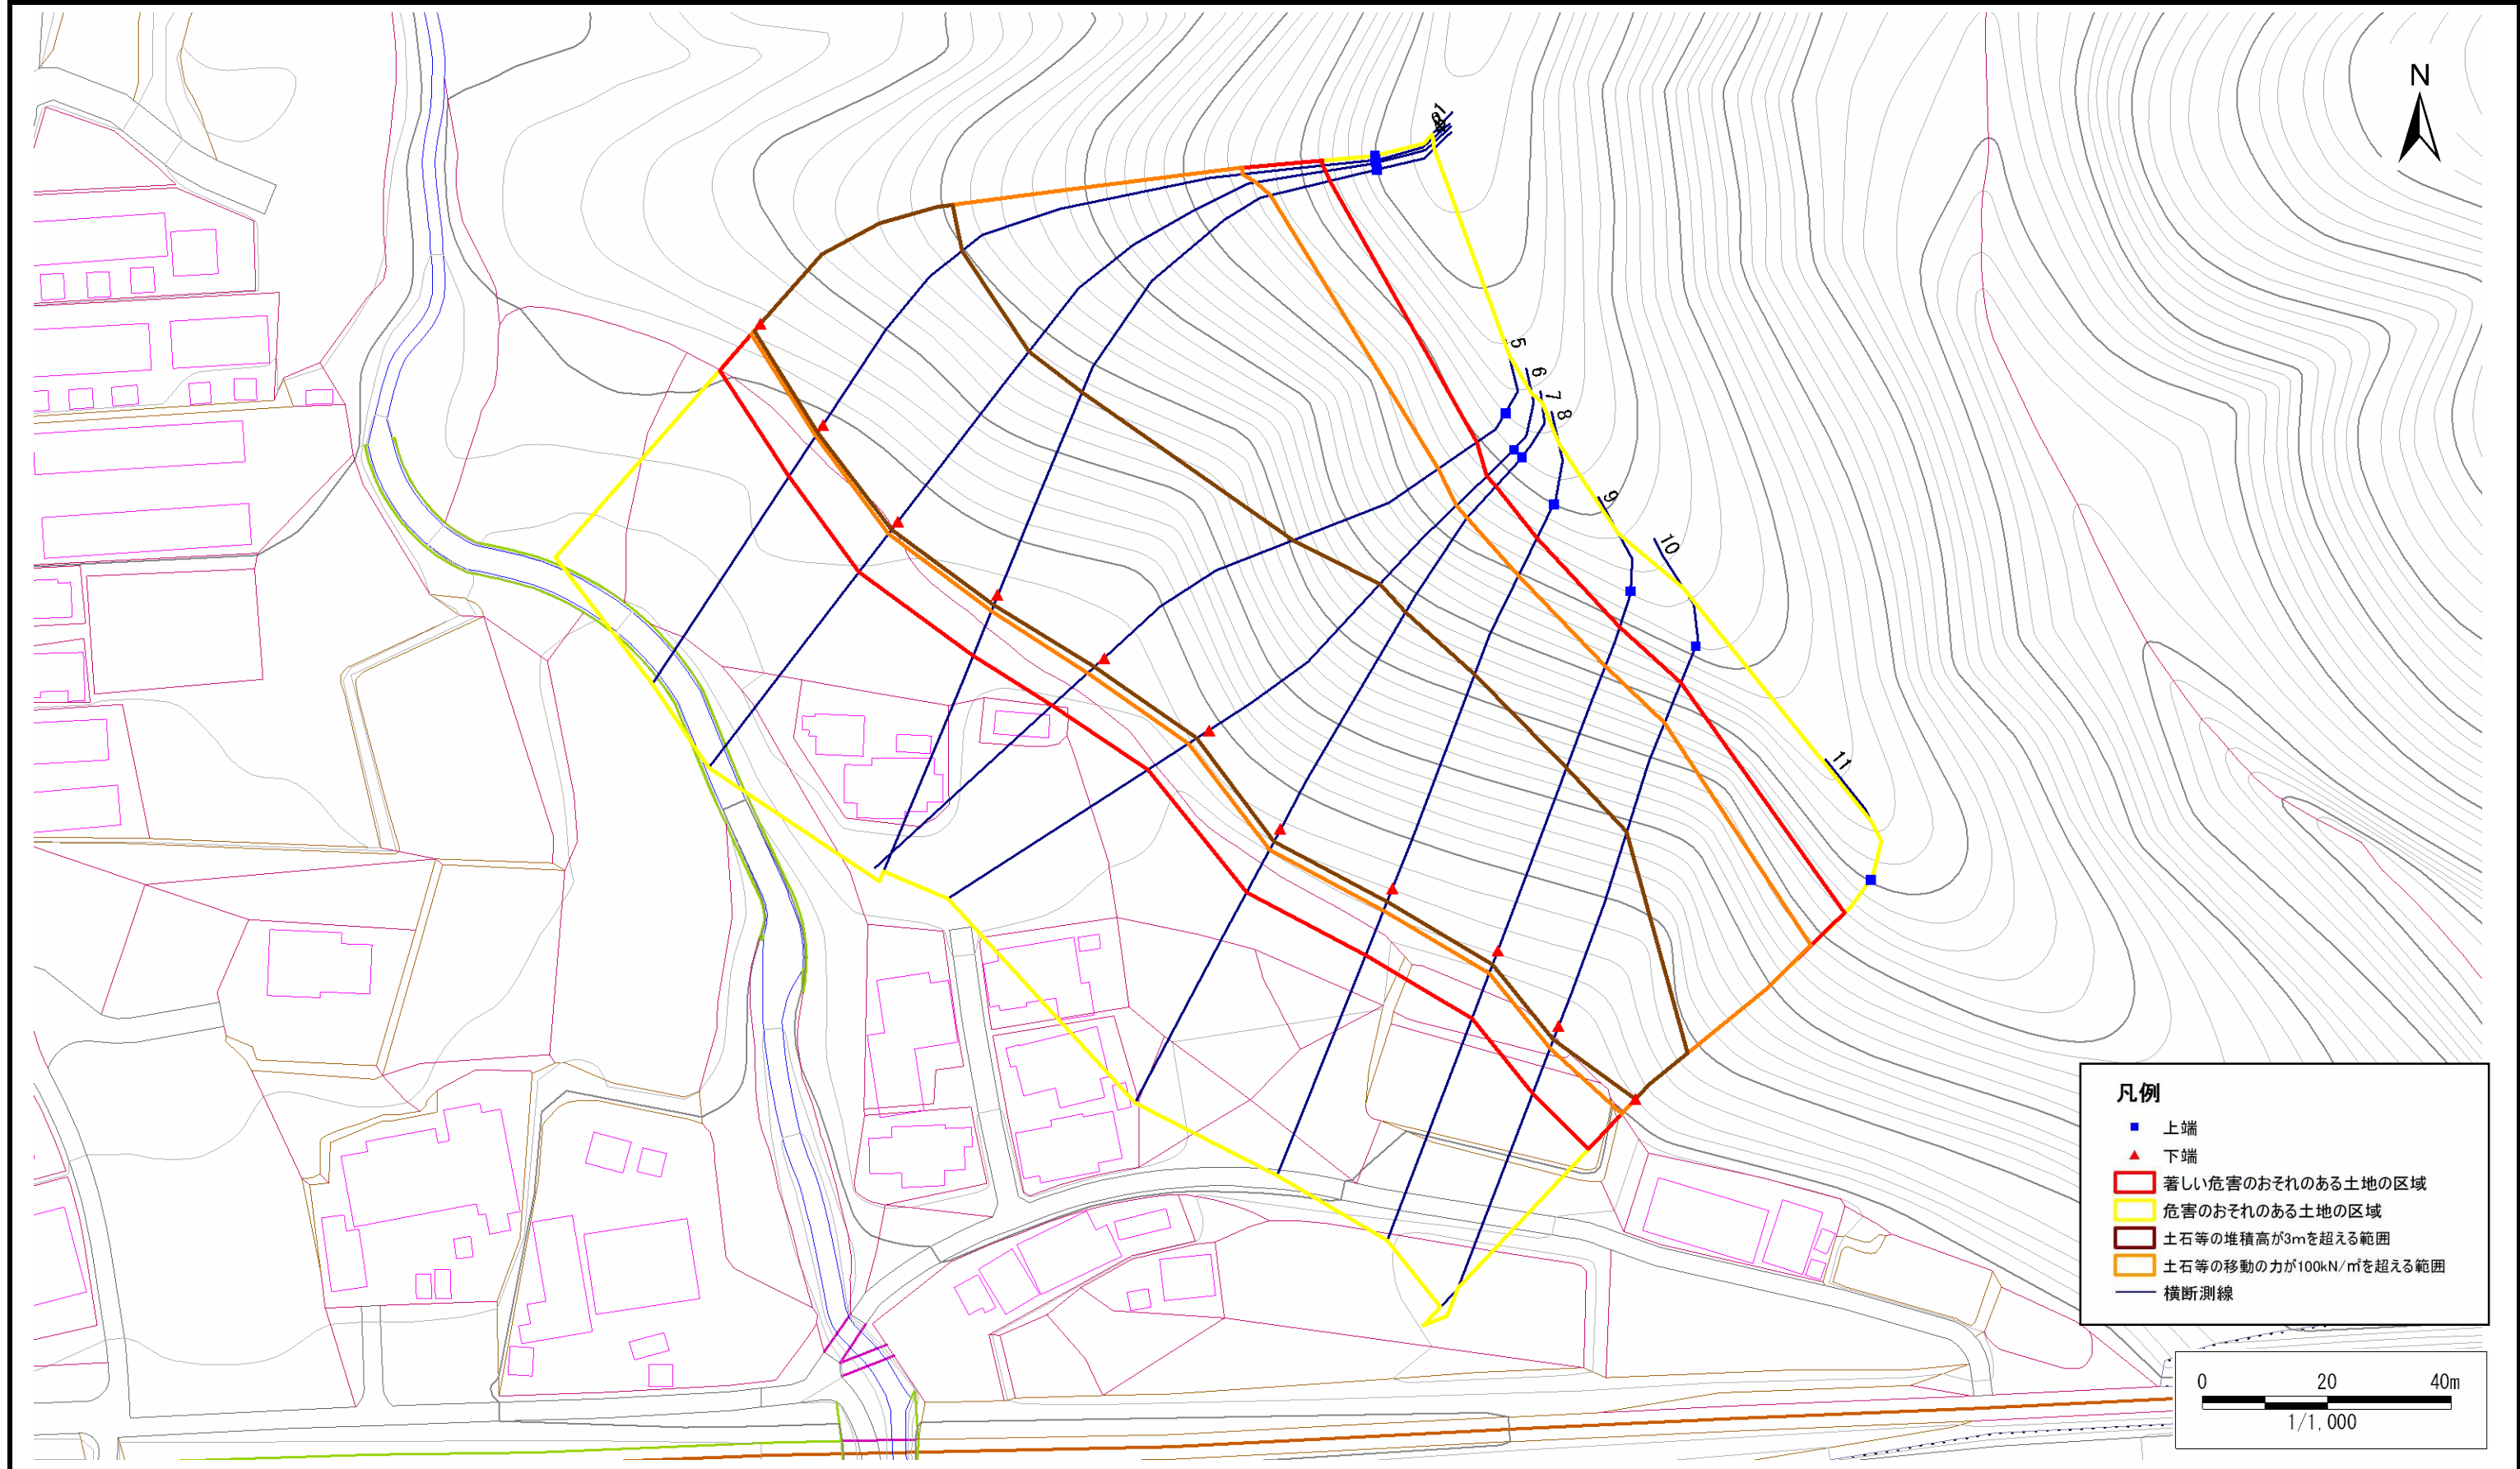 N
5
6
7
8
9
10
11
凡例
上端
下端
著しい危害のおそれのある土地の区域
危害のおそれのある土地の区域
土石等の堆積高が3mを超える範囲
土石等の移動の力が100kN/㎡を超える範囲
横断測線
0 20 40m
1/1,000